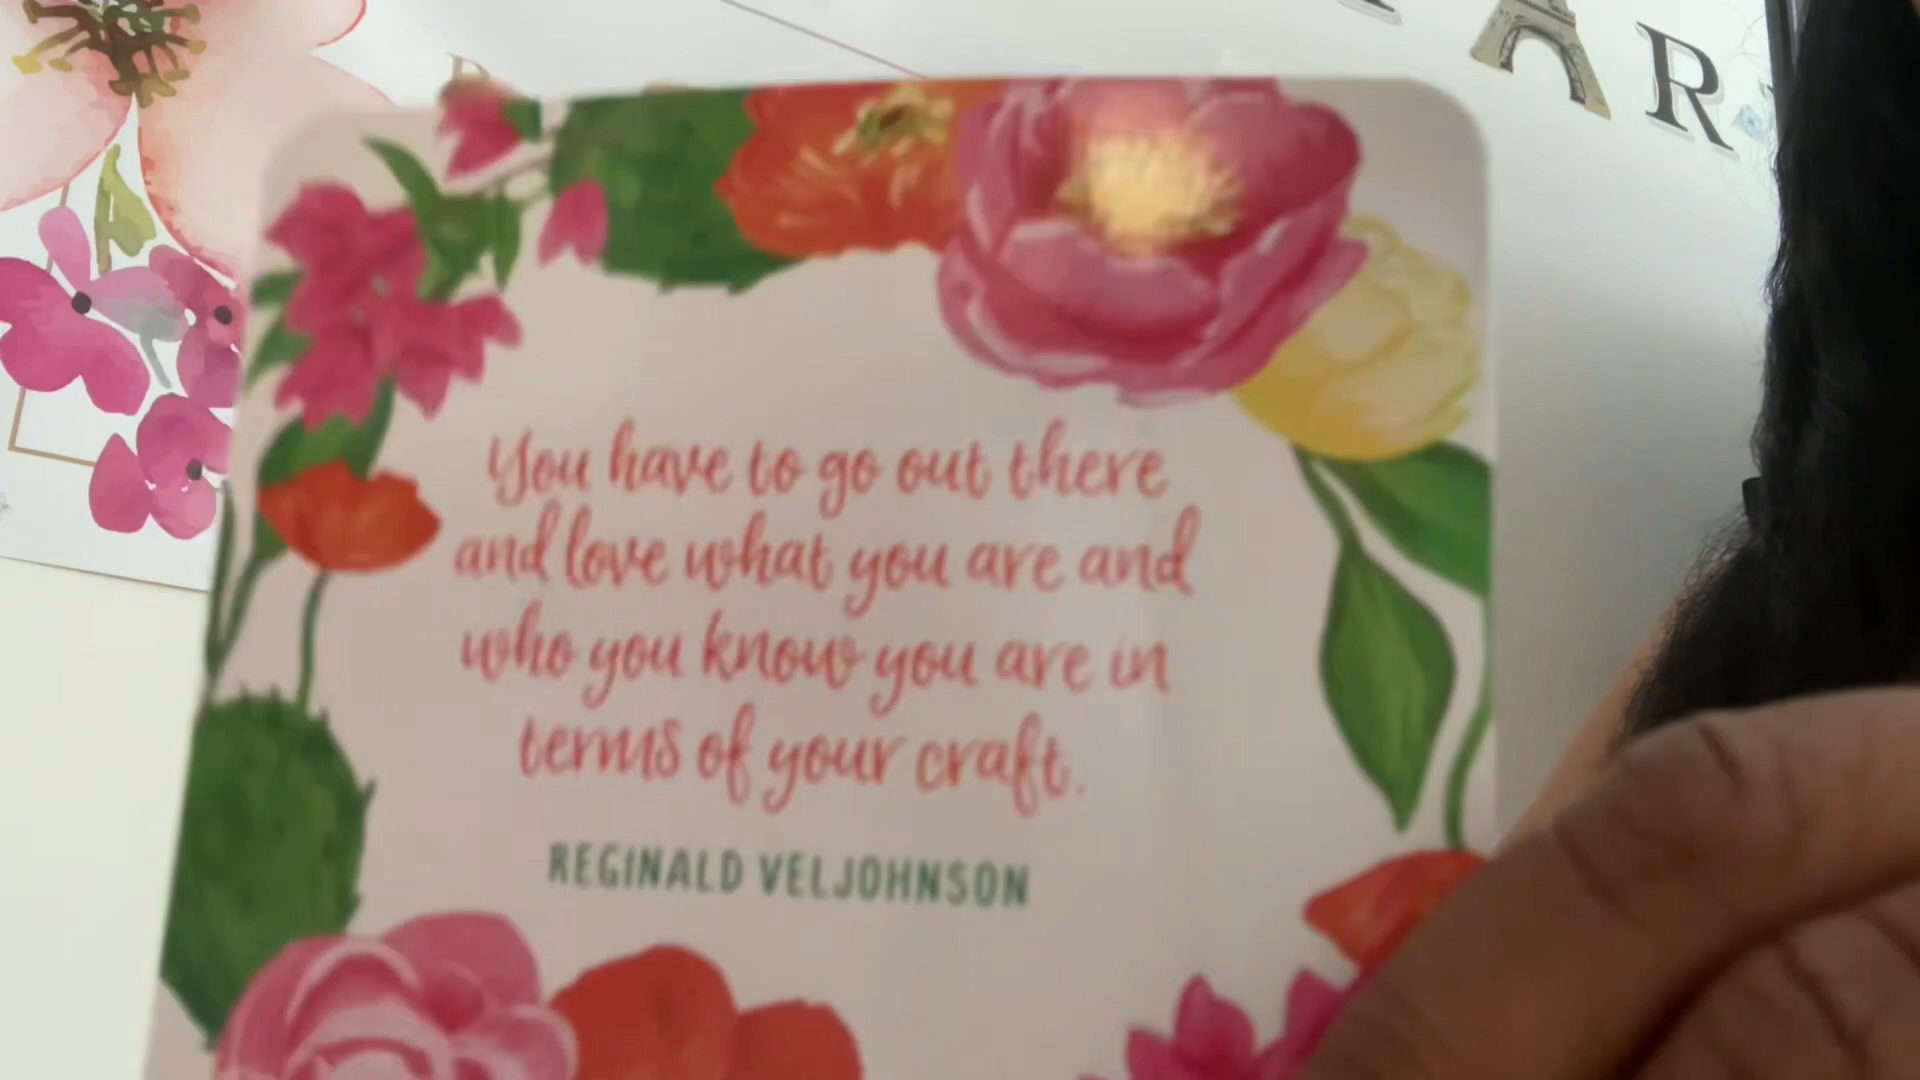 You have to go out there
and love what you are and
who you know you are in
terms of your craft.
REGINALD VELJOHNSON
AR